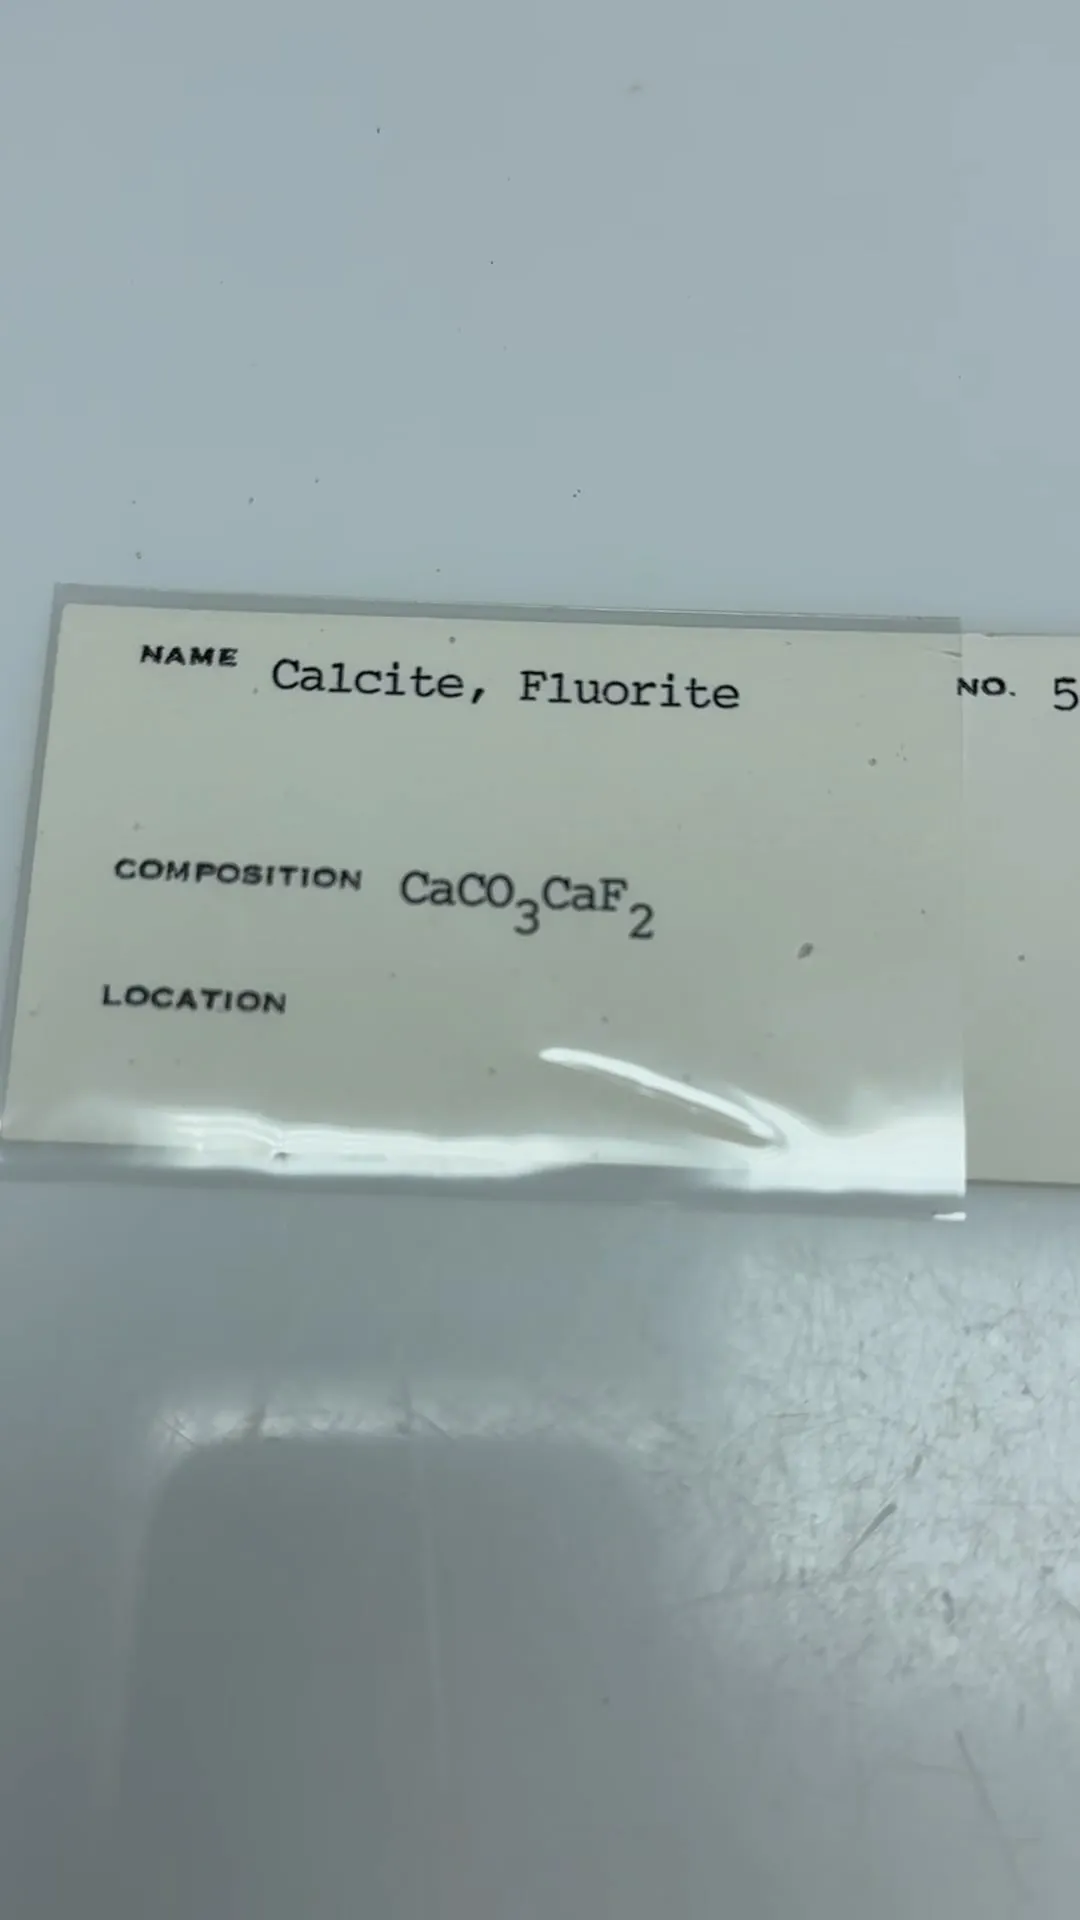 NAME Calcite, Fluorite NO. 5
COMPOSITION CaCO₃CaF₂
LOCATION